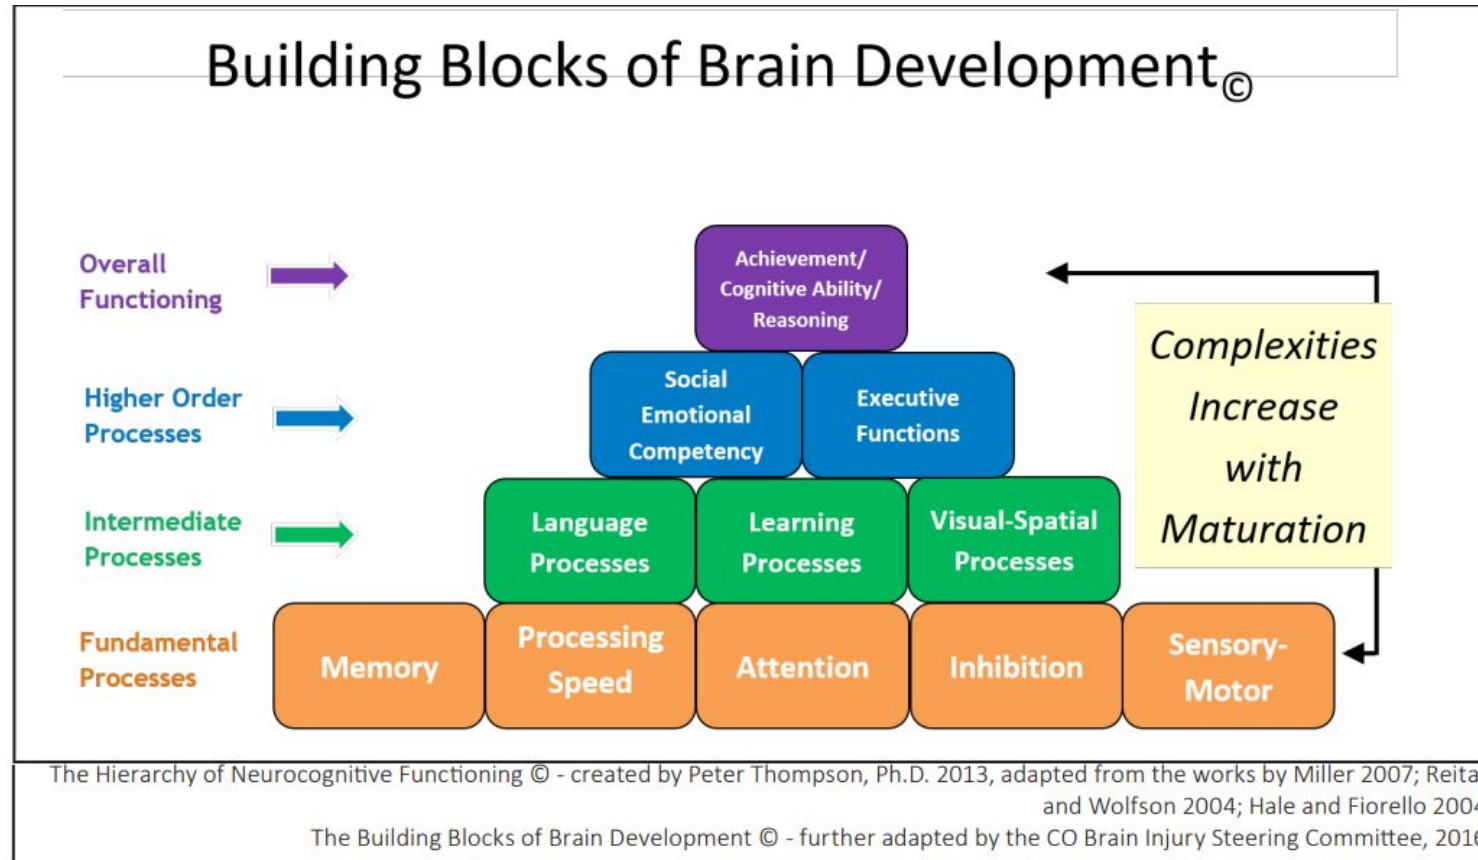 Building Blocks of Brain Development©
Overall
Functioning
Achievement/
Cognitive Ability/
Reasoning
Higher Order
Processes
Social
Emotional
Competency
Executive
Functions
Intermediate
Processes
Language
Processes
Learning
Processes
Visual-Spatial
Processes
Fundamental
Processes
Memory
Processing
Speed
Attention
Inhibition
Sensory-
Motor
Complexities
Increase
with
Maturation
The Hierarchy of Neurocognitive Functioning © - created by Peter Thompson, Ph.D. 2013, adapted from the works by Miller 2007; Reita
and Wolfson 2004; Hale and Fiorello 2004
The Building Blocks of Brain Development © - further adapted by the CO Brain Injury Steering Committee, 2016